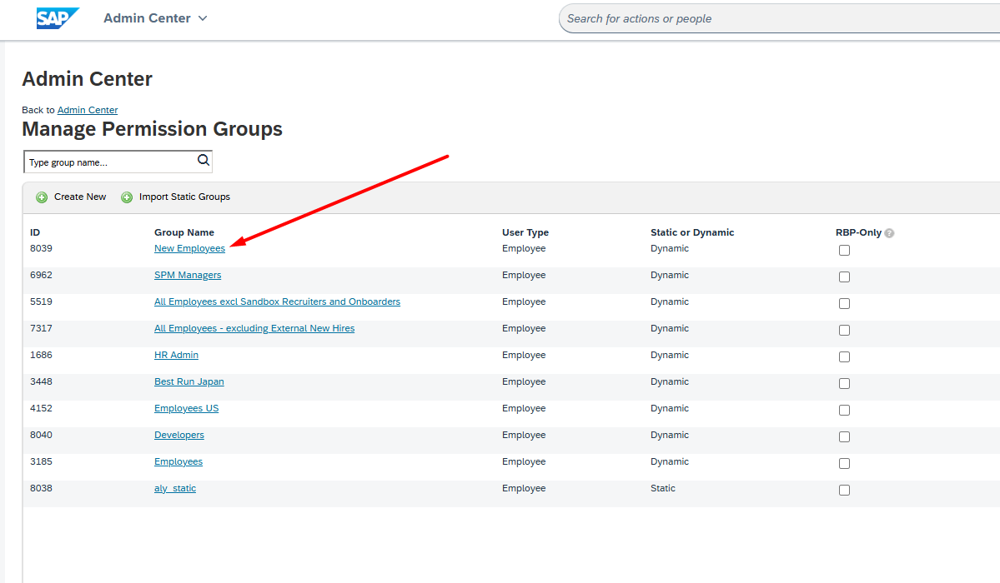 SAP Admin Center Search for actions or people
Admin Center
Back to Admin Center
Manage Permission Groups
Type group name...
Create New Import Static Groups
ID Group Name User Type Static or Dynamic RBP-Only ?
8039 New Employees Employee Dynamic
6962 SPM Managers Employee Dynamic
5519 All Employees excl Sandbox Recruiters and Onboarders Employee Dynamic
7317 All Employees - excluding External New Hires Employee Dynamic
1686 HR Admin Employee Dynamic
3448 Best Run Japan Employee Dynamic
4152 Employees US Employee Dynamic
8040 Developers Employee Dynamic
3185 Employees Employee Dynamic
8038 aly_static Employee Static